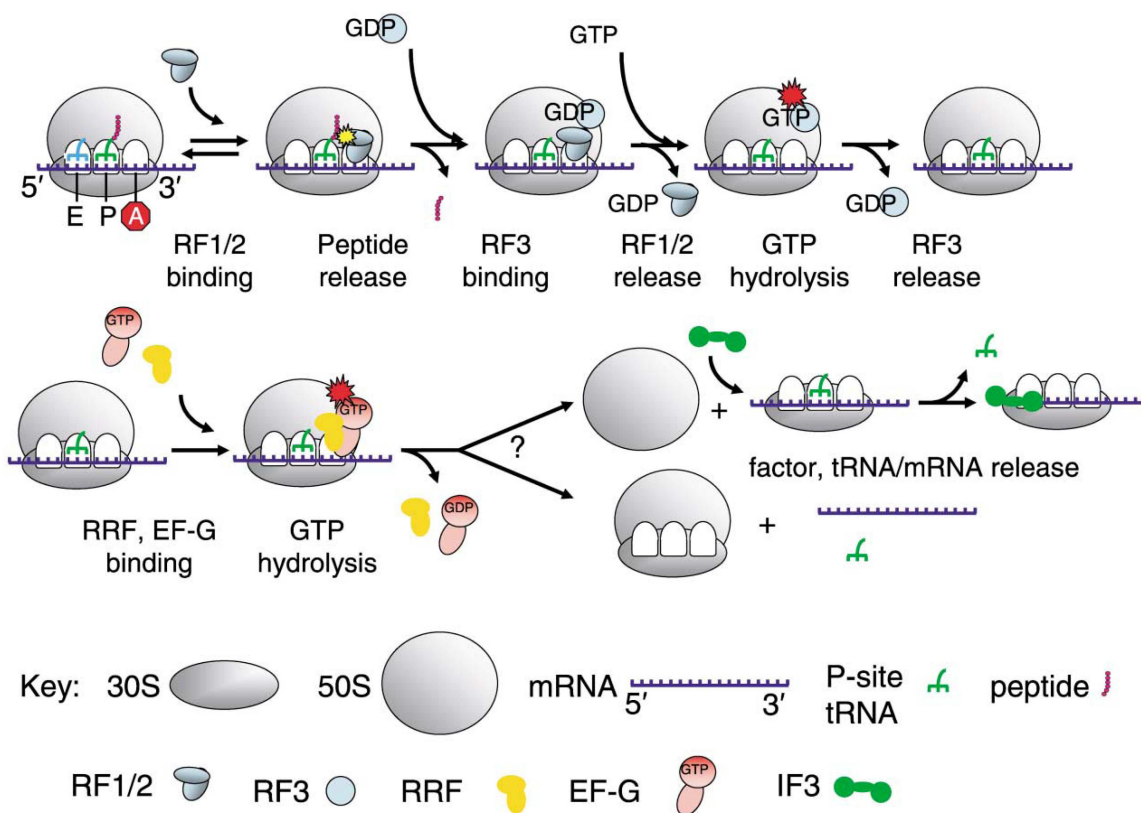 GDP
GTP
GDP
GTP
5′
3′
E
P
A
GDP
GDP
RF1/2
binding
Peptide
release
RF3
binding
RF1/2
release
GTP
hydrolysis
RF3
release
GTP
GTP
?
+
factor, tRNA/mRNA release
GDP
+
RRF, EF-G
binding
GTP
hydrolysis
Key:
30S
50S
mRNA
5′
3′
P-site
tRNA
peptide
RF1/2
RF3
RRF
EF-G
GTP
IF3